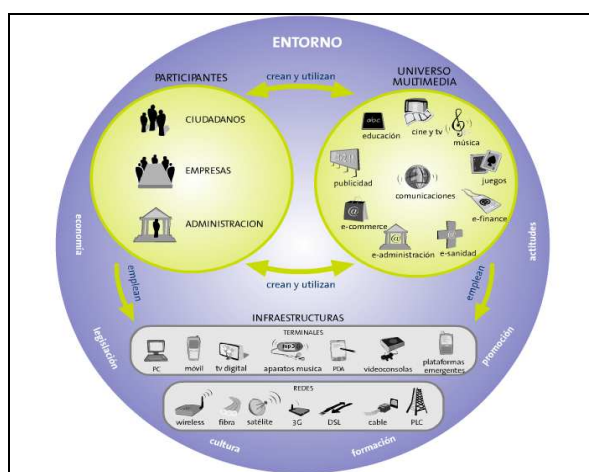 ENTORNO
PARTICIPANTES
crean y utilizan
UNIVERSO
MULTIMEDIA
CIUDADANOS
EMPRESAS
ADMINISTRACION
abc
educación
cine y tv
música
publicidad
comunicaciones
juegos
e-commerce
e-finance
e-administración
e-sanidad
crean y utilizan
economía
actitudes
emplean
emplean
legislación
promoción
INFRAESTRUCTURAS
TERMINALES
mp3
PC
móvil
tv digital
aparatos musica
PDA
videoconsolas
plataformas
emergentes
REDES
wireless
fibra
satélite
3G
DSL
cable
PLC
cultura
formación